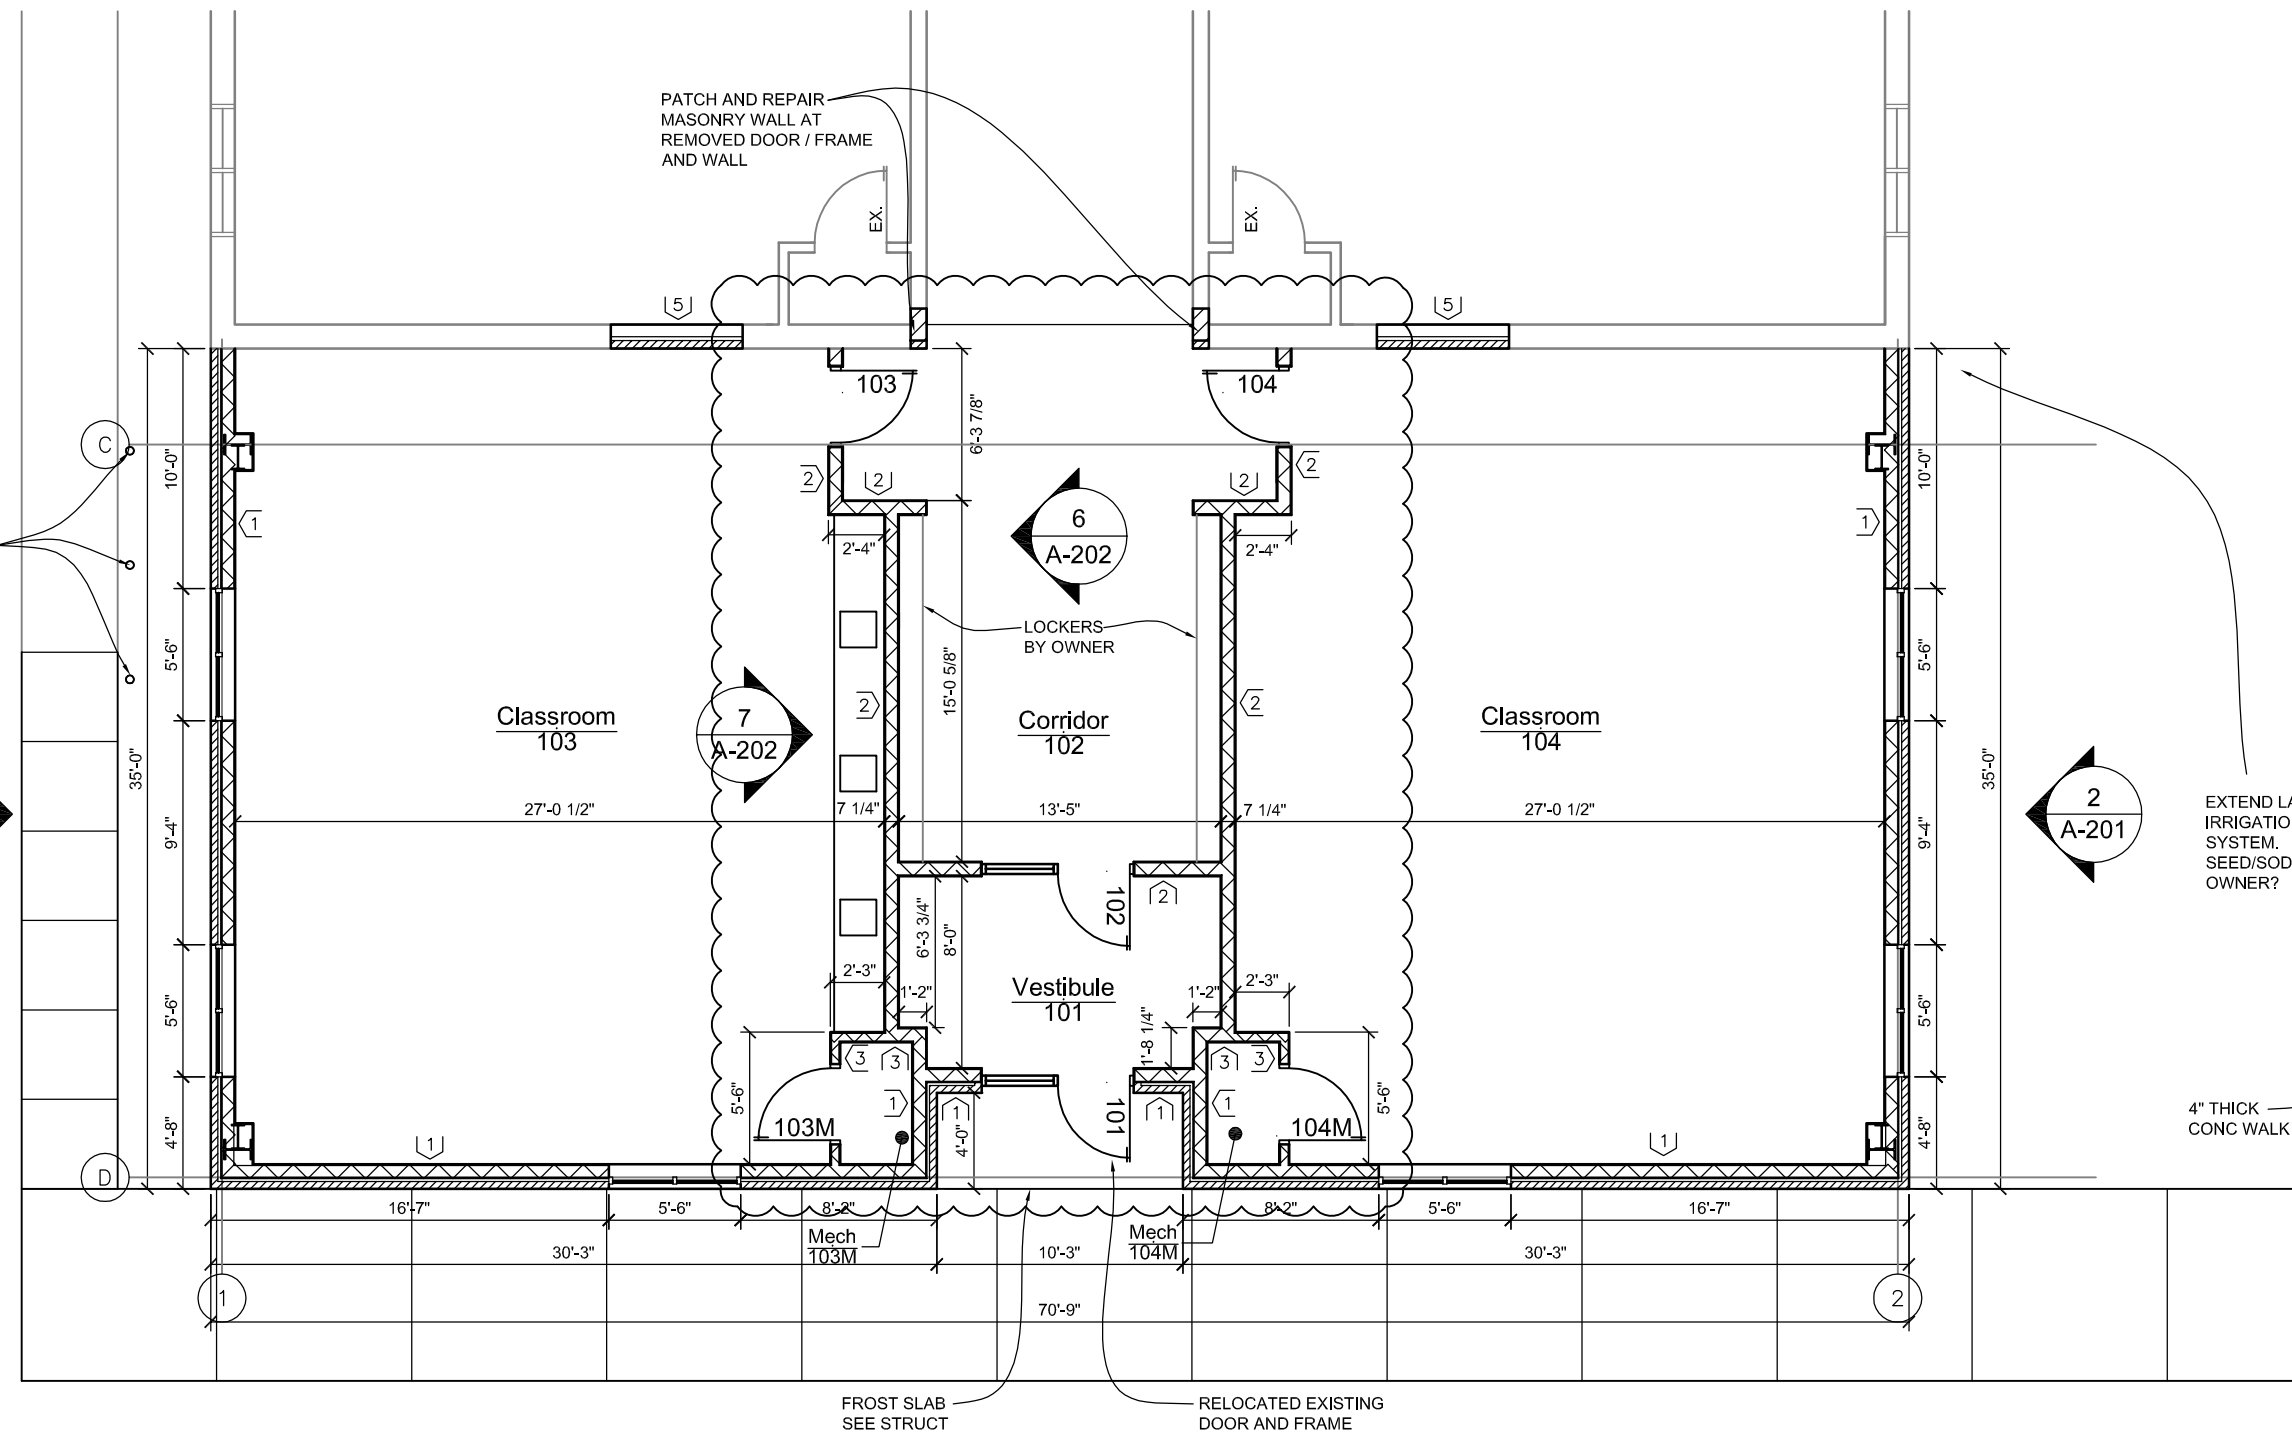 PATCH AND REPAIR
MASONRY WALL AT
REMOVED DOOR / FRAME
AND WALL
EX.
EX.
5
5
103
104
6'-3 7/8"
C
10'-0"
10'-0"
2
2
2
2
1
1
6
A-202
2'-4"
2'-4"
LOCKERS
BY OWNER
5'-6"
5'-6"
15'-0 5/8"
2
2
Classroom
103
7
A-202
Corridor
102
Classroom
104
35'-0"
35'-0"
27'-0 1/2"
7 1/4"
13'-5"
7 1/4"
27'-0 1/2"
9'-4"
9'-4"
2
A-201
EXTEND LA
IRRIGATIO
SYSTEM.
SEED/SOD
OWNER?
102
2
6'-3 3/4"
8'-0"
2'-3"
1'-2"
Vestibule
101
1'-2"
2'-3"
5'-6"
5'-6"
1'-8 1/4"
3
3
3
3
5'-6"
5'-6"
1
1
1
1
101
103M
104M
4'-0"
4'-8"
4'-8"
1
1
4" THICK
CONC WALK
D
16'-7"
5'-6"
8'-2"
8'-2"
5'-6"
16'-7"
Mech
103M
Mech
104M
30'-3"
10'-3"
30'-3"
1
2
70'-9"
FROST SLAB
SEE STRUCT
RELOCATED EXISTING
DOOR AND FRAME